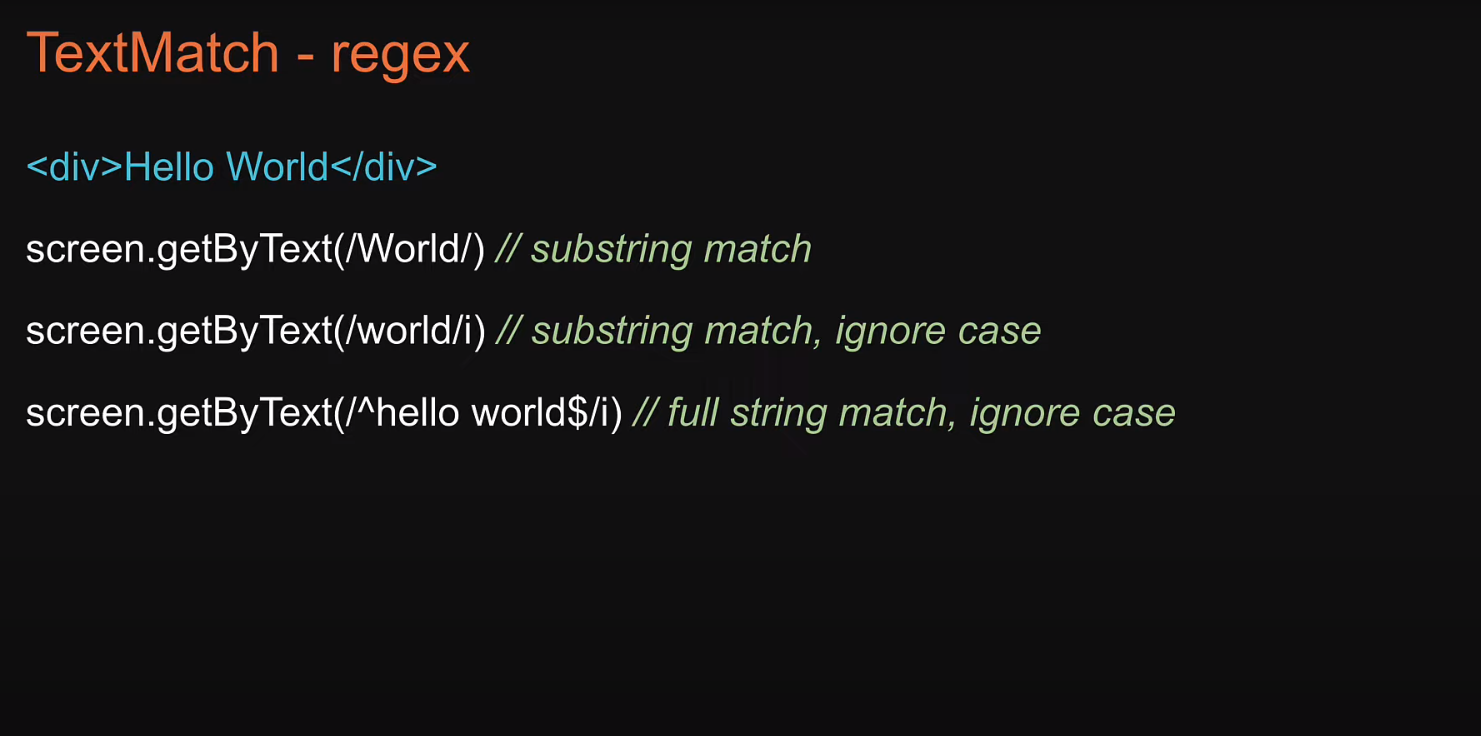 TextMatch - regex
<div>Hello World</div>
screen.getByText(/World/) // substring match
screen.getByText(/world/i) // substring match, ignore case
screen.getByText(/^hello world$/i) // full string match, ignore case